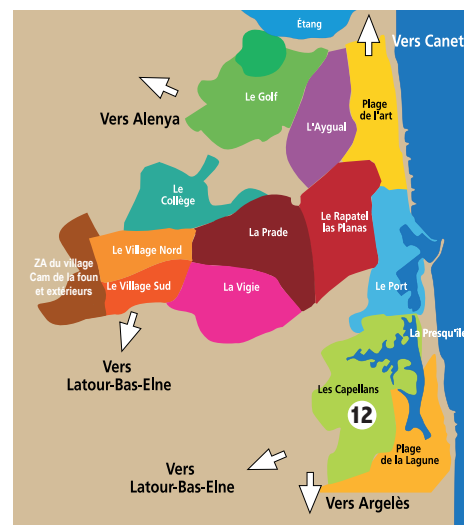 Étang
Vers Canet
Le Golf
Plage
de l'art
Vers Alenya
L'Aygual
Le
Collège
Le Rapatel
las Planas
La Prade
Le Village Nord
ZA du village
Cam de la foun
et extérieurs
Le Village Sud
La Vigie
Le Port
La Presqu'île
Vers
Latour-Bas-Elne
Les Capellans
12
Plage
de la Lagune
Vers
Latour-Bas-Elne
Vers Argelès